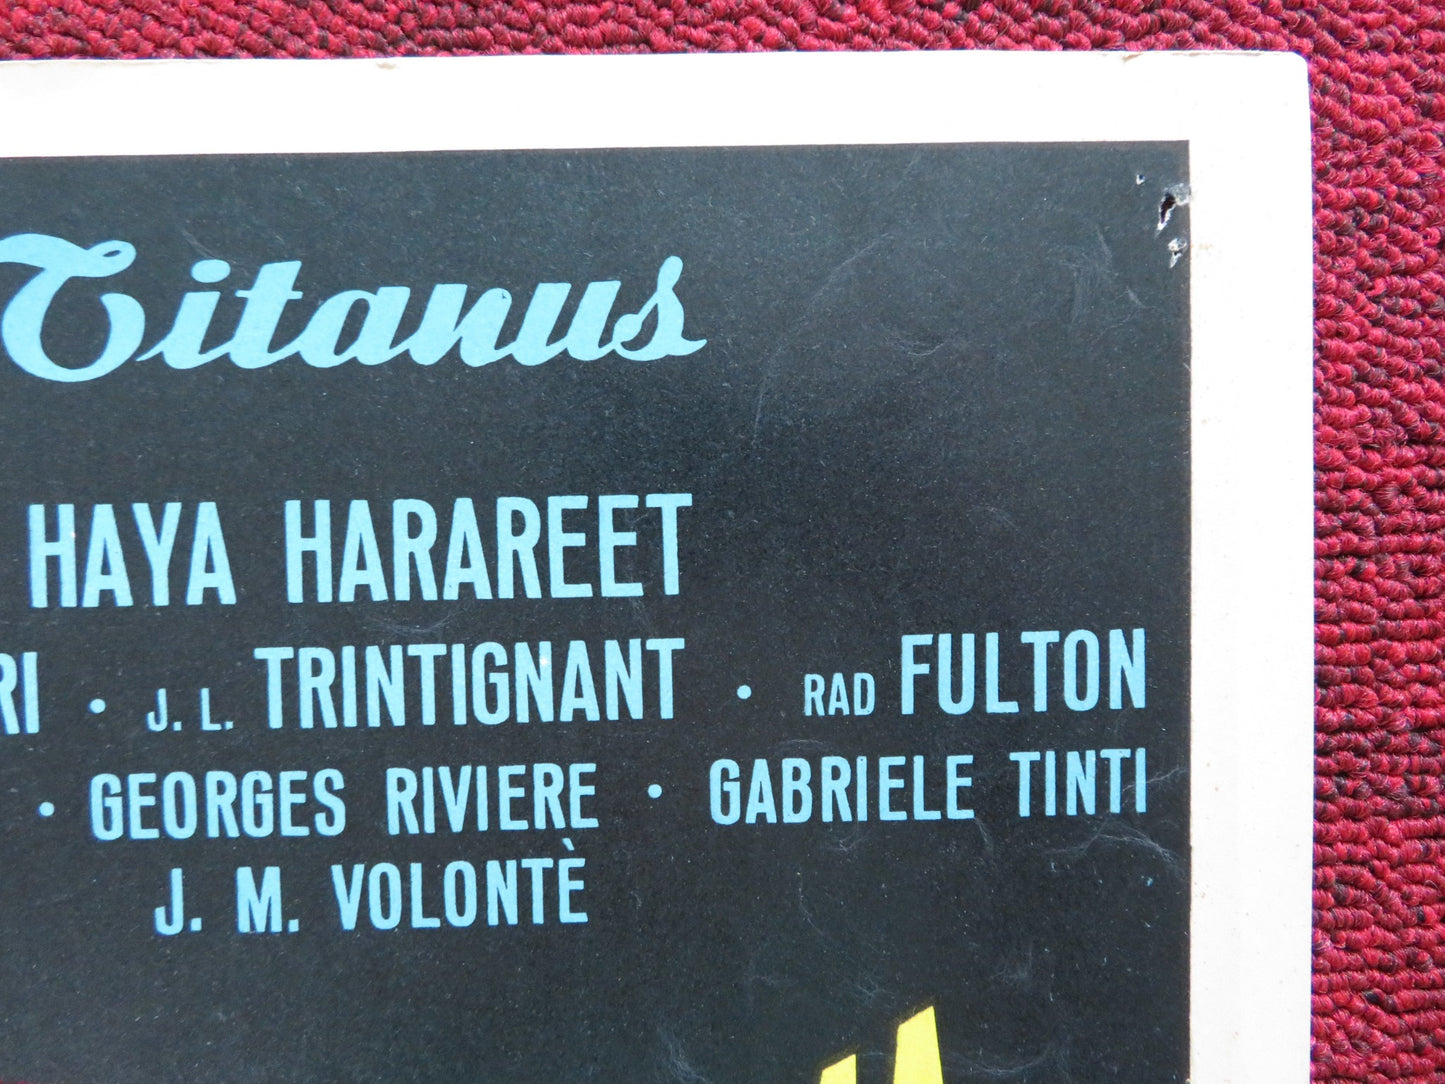 Titanus
HAYA HARAREET
RI · J. L. TRINTIGNANT · RAD FULTON
· GEORGES RIVIERE · GABRIELE TINTI
J. M. VOLONTÈ